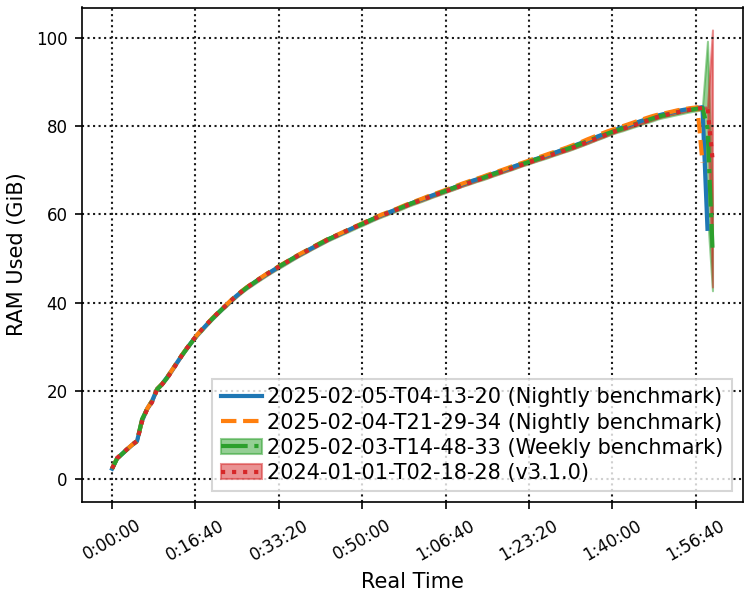 100
80
60
40
20
0
RAM Used (GiB)
2025-02-05-T04-13-20 (Nightly benchmark)
2025-02-04-T21-29-34 (Nightly benchmark)
2025-02-03-T14-48-33 (Weekly benchmark)
2024-01-01-T02-18-28 (v3.1.0)
0:00:00
0:16:40
0:33:20
0:50:00
1:06:40
1:23:20
1:40:00
1:56:40
Real Time